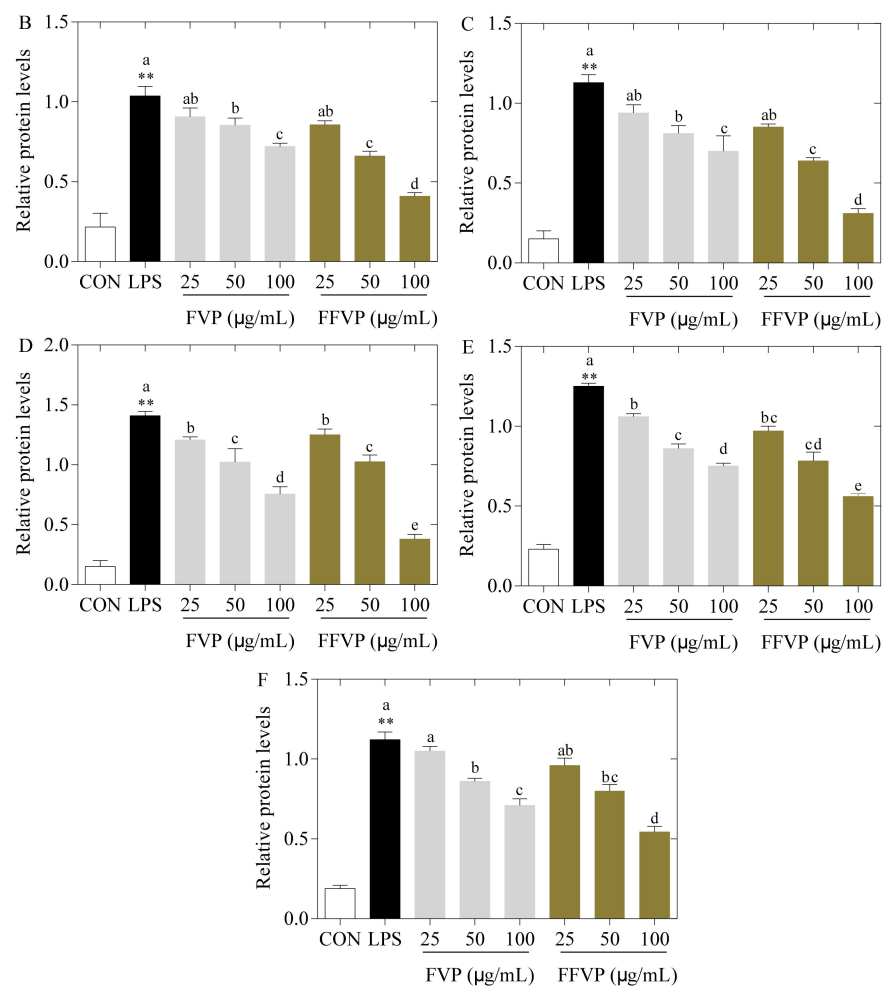 B
Relative protein levels
1.5
1.0
0.5
0.0
a
**
ab
b
c
ab
c
d
CON LPS 25 50 100 25 50 100
FVP (μg/mL) FFVP (μg/mL)
C
Relative protein levels
1.5
1.0
0.5
0.0
a
**
ab
b
c
ab
c
d
CON LPS 25 50 100 25 50 100
FVP (μg/mL) FFVP (μg/mL)
D
Relative protein levels
2.0
1.5
1.0
0.5
0.0
a
**
b
c
d
b
c
e
CON LPS 25 50 100 25 50 100
FVP (μg/mL) FFVP (μg/mL)
E
Relative protein levels
1.5
1.0
0.5
0.0
a
**
b
c
d
bc
cd
e
CON LPS 25 50 100 25 50 100
FVP (μg/mL) FFVP (μg/mL)
F
Relative protein levels
1.5
1.0
0.5
0.0
a
**
a
b
c
ab
bc
d
CON LPS 25 50 100 25 50 100
FVP (μg/mL) FFVP (μg/mL)